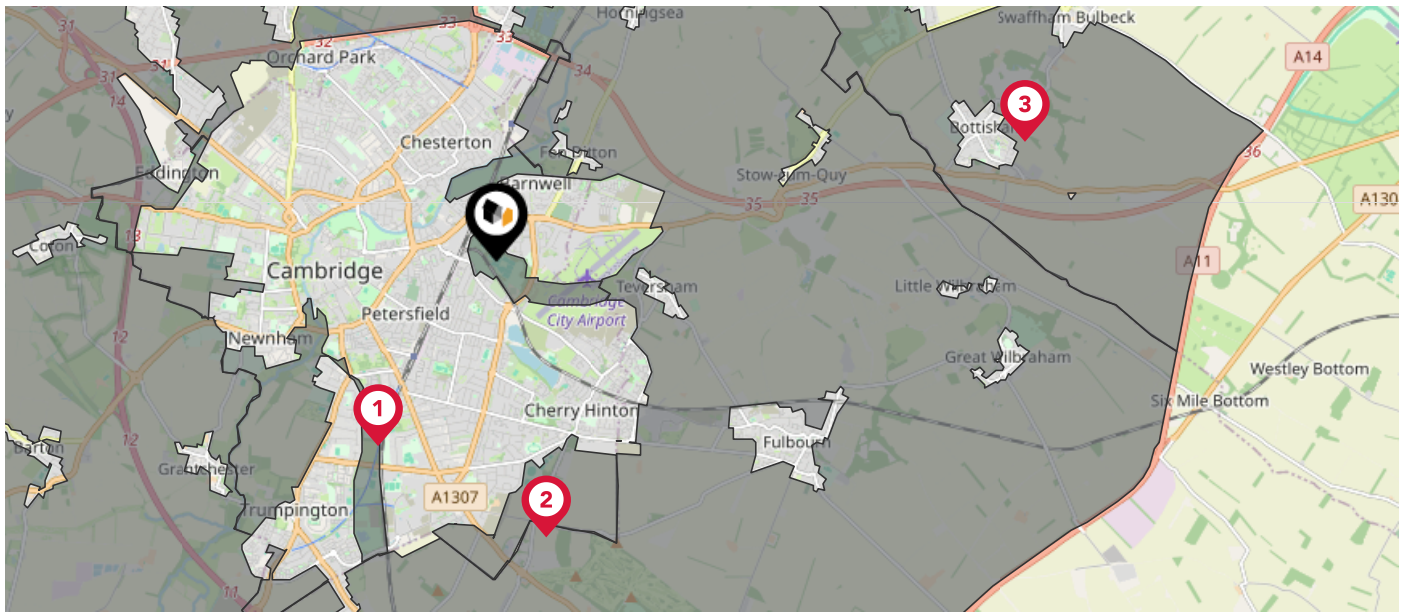 Horningsea
Swaffham Bulbeck
31
32
33
33
Orchard Park
31
A14
31
34
14
3
Chesterton
Bottisham
Fen Ditton
36
Eddington
Stow-cum-Quy
Barnwell
A130
35
35
13
Coton
A11
Cambridge
Teversham
Little Wilbraham
Cambridge
City Airport
Petersfield
12
Newnham
Great Wilbraham
Westley Bottom
Six Mile Bottom
1
Cherry Hinton
12
Fulbourn
Barton
Grantchester
A1307
2
Trumpington
11